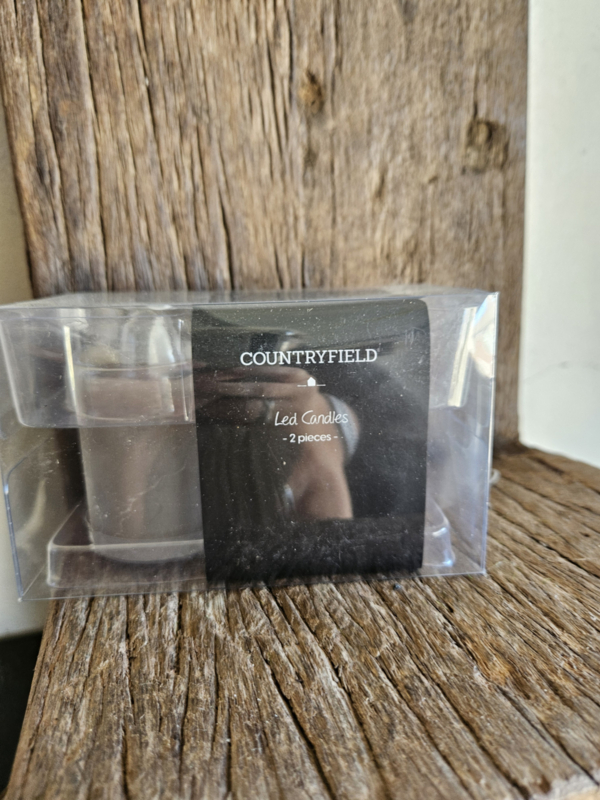 COUNTRYFIELD
Led Candles
- 2 pieces -